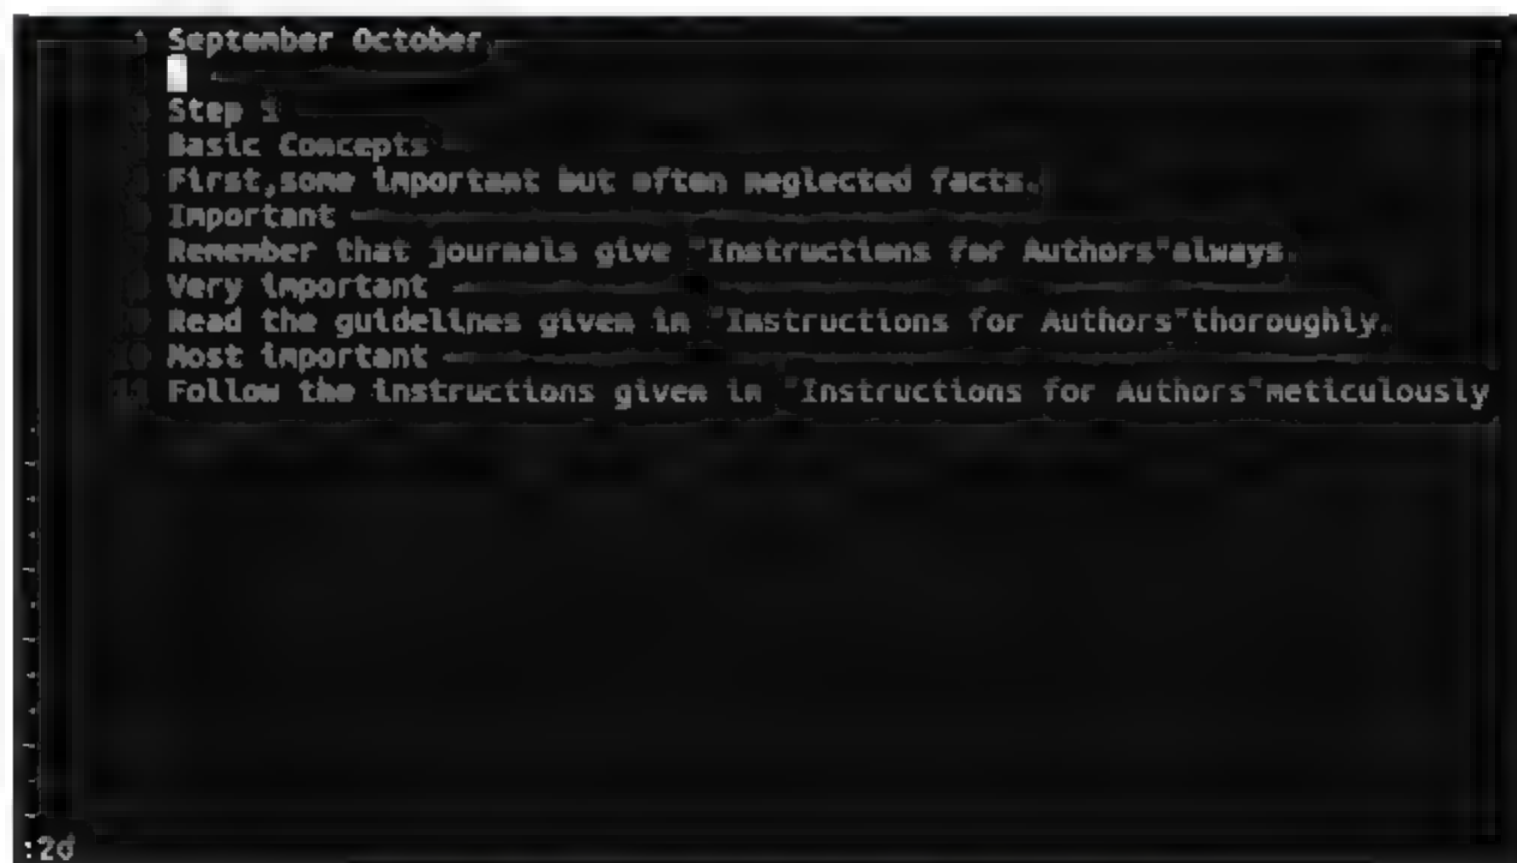 1 September October
Step 1
Basic Concepts
First,some important but often neglected facts.
Important
Remember that journals give "Instructions for Authors"always.
Very important
Read the guidelines given in "Instructions for Authors"thoroughly.
Most important
11 Follow the instructions given in "Instructions for Authors"meticulously
:2d